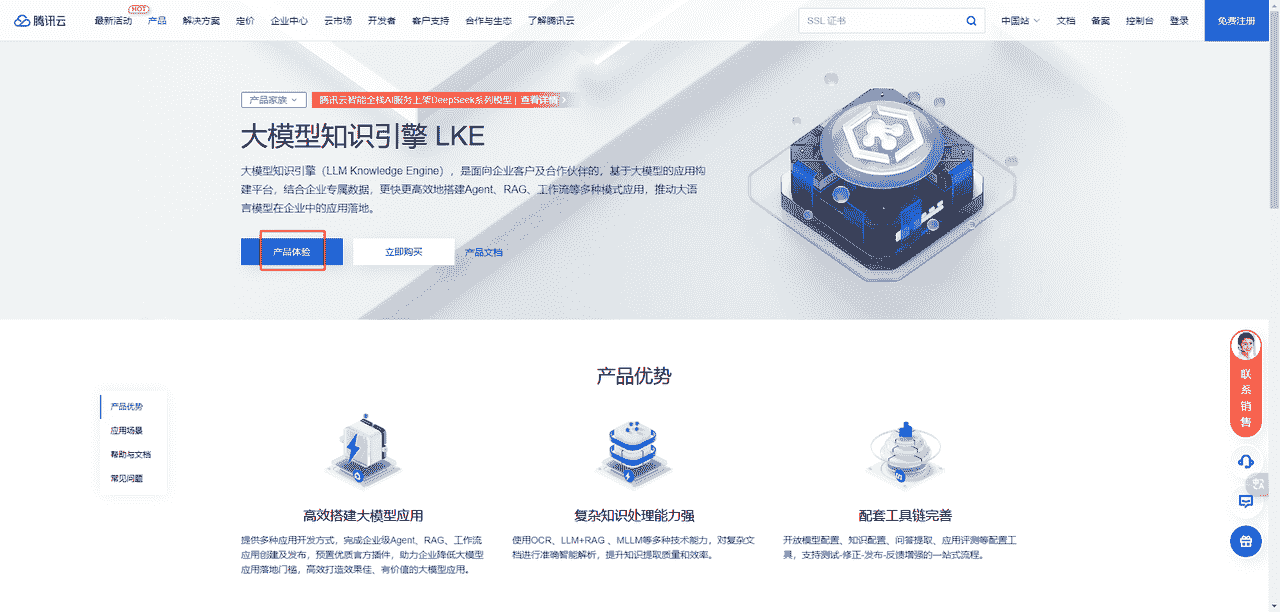 腾讯云
最新活动
HOT
产品
解决方案
定价
企业中心
云市场
开发者
客户支持
合作与生态
了解腾讯云
SSL 证书
中国站
文档
备案
控制台
登录
免费注册
产品家族
腾讯云智能全栈AI服务上架DeepSeek系列模型 | 查看详情 >
大模型知识引擎 LKE
大模型知识引擎（LLM Knowledge Engine），是面向企业客户及合作伙伴的，基于大模型的应用构
建平台，结合企业专属数据，更快更高效地搭建Agent、RAG、工作流等多种模式应用，推动大语
言模型在企业中的应用落地。
产品体验
立即购买
产品文档
产品优势
产品优势
应用场景
帮助与文档
常见问题
高效搭建大模型应用
提供多种应用开发方式，完成企业级Agent、RAG、工作流
应用创建及发布，预置优质官方插件，助力企业降低大模型
应用落地门槛，高效打造效果佳、有价值的大模型应用。
复杂知识处理能力强
使用OCR、LLM+RAG 、MLLM等多种技术能力，对复杂文
档进行准确智能解析，提升知识提取质量和效率。
配套工具链完善
开放模型配置、知识配置、问答提取、应用评测等配置工
具，支持测试-修正-发布-反馈增强的一站式流程。
联
系
销
售